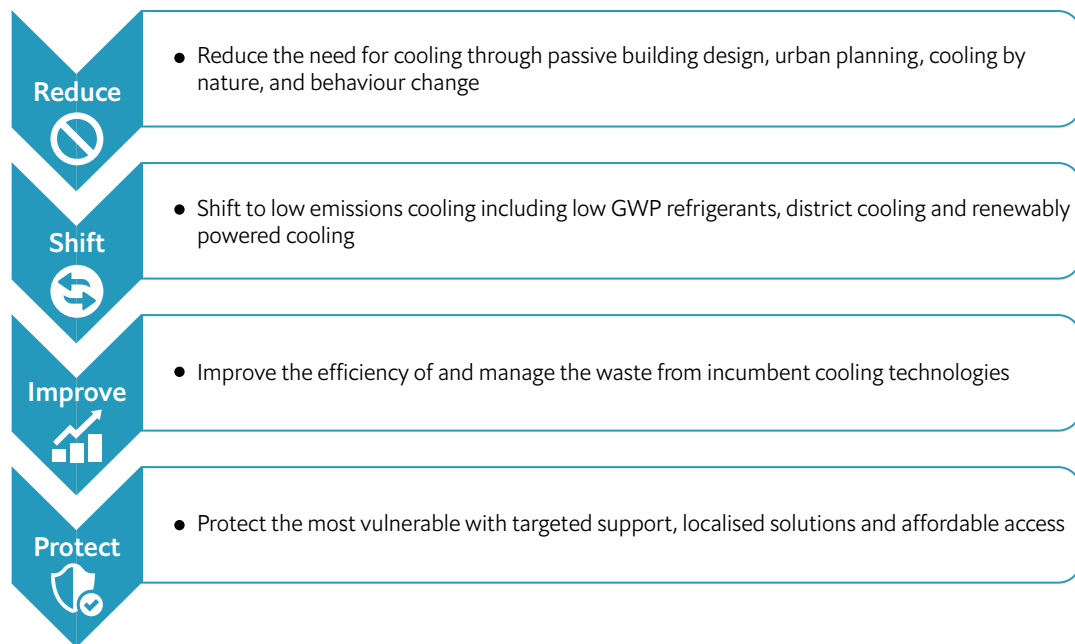 Reduce
● Reduce the need for cooling through passive building design, urban planning, cooling by
nature, and behaviour change
Shift
● Shift to low emissions cooling including low GWP refrigerants, district cooling and renewably
powered cooling
Improve
● Improve the efficiency of and manage the waste from incumbent cooling technologies
Protect
● Protect the most vulnerable with targeted support, localised solutions and affordable access